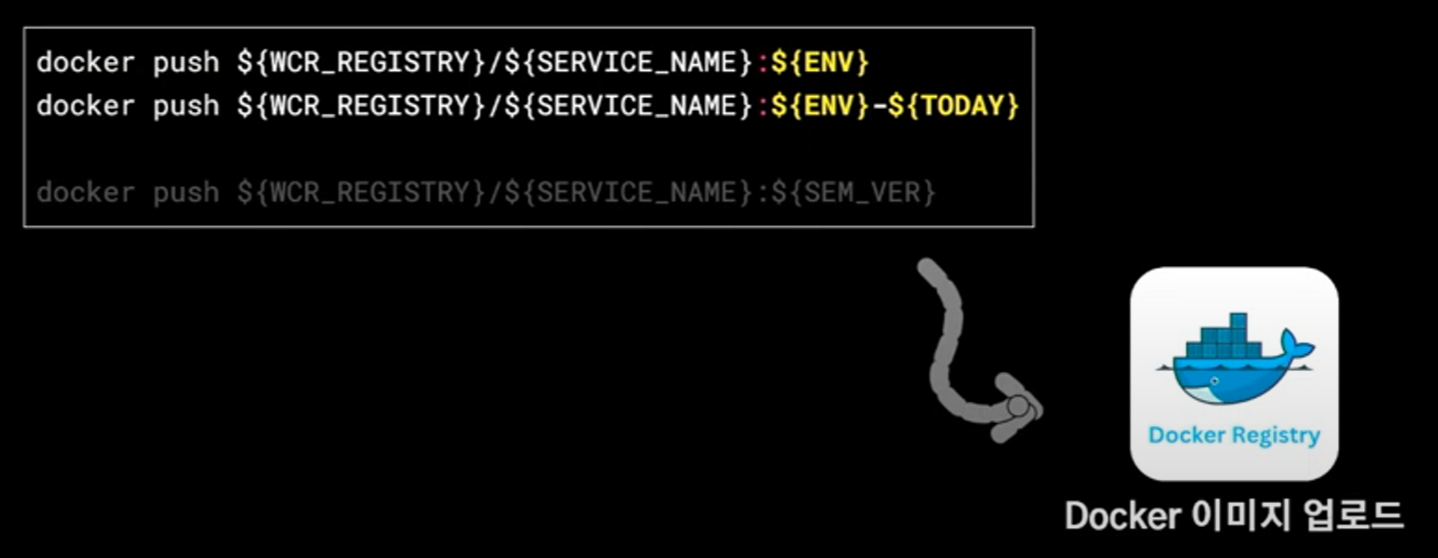 docker push ${WCR_REGISTRY}/${SERVICE_NAME}:${ENV}
docker push ${WCR_REGISTRY}/${SERVICE_NAME}:${ENV}-${TODAY}
docker push ${WCR_REGISTRY}/${SERVICE_NAME}:${SEM_VER}
Docker Registry
Docker 이미지 업로드